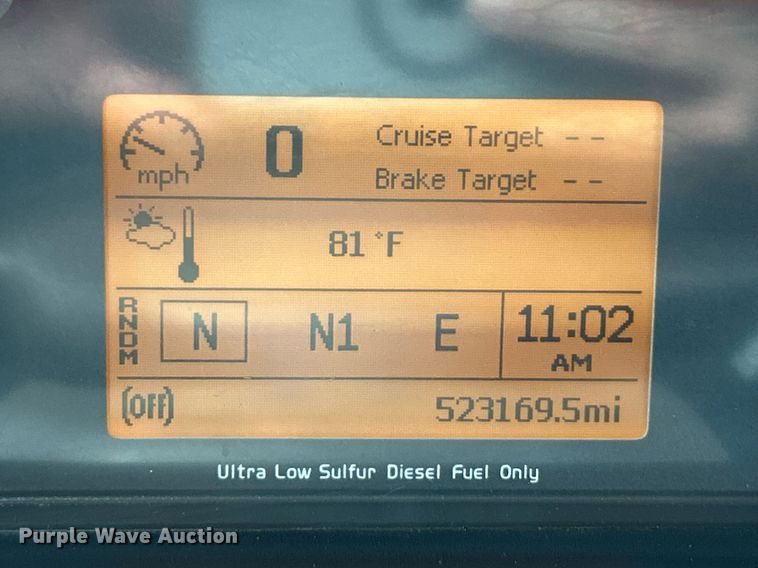 mph 0 Cruise Target - -
Brake Target - -
81 °F
RNDM N N1 E 11:02
AM
(Off) 523169.5mi
Ultra Low Sulfur Diesel Fuel Only
Purple Wave Auction